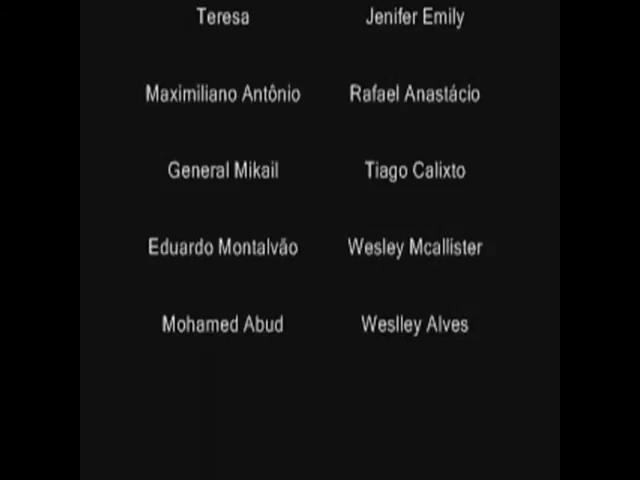 Teresa Jenifer Emily
Maximiliano Antônio Rafael Anastácio
General Mikail Tiago Calixto
Eduardo Montalvão Wesley Mcallister
Mohamed Abud Weslley Alves